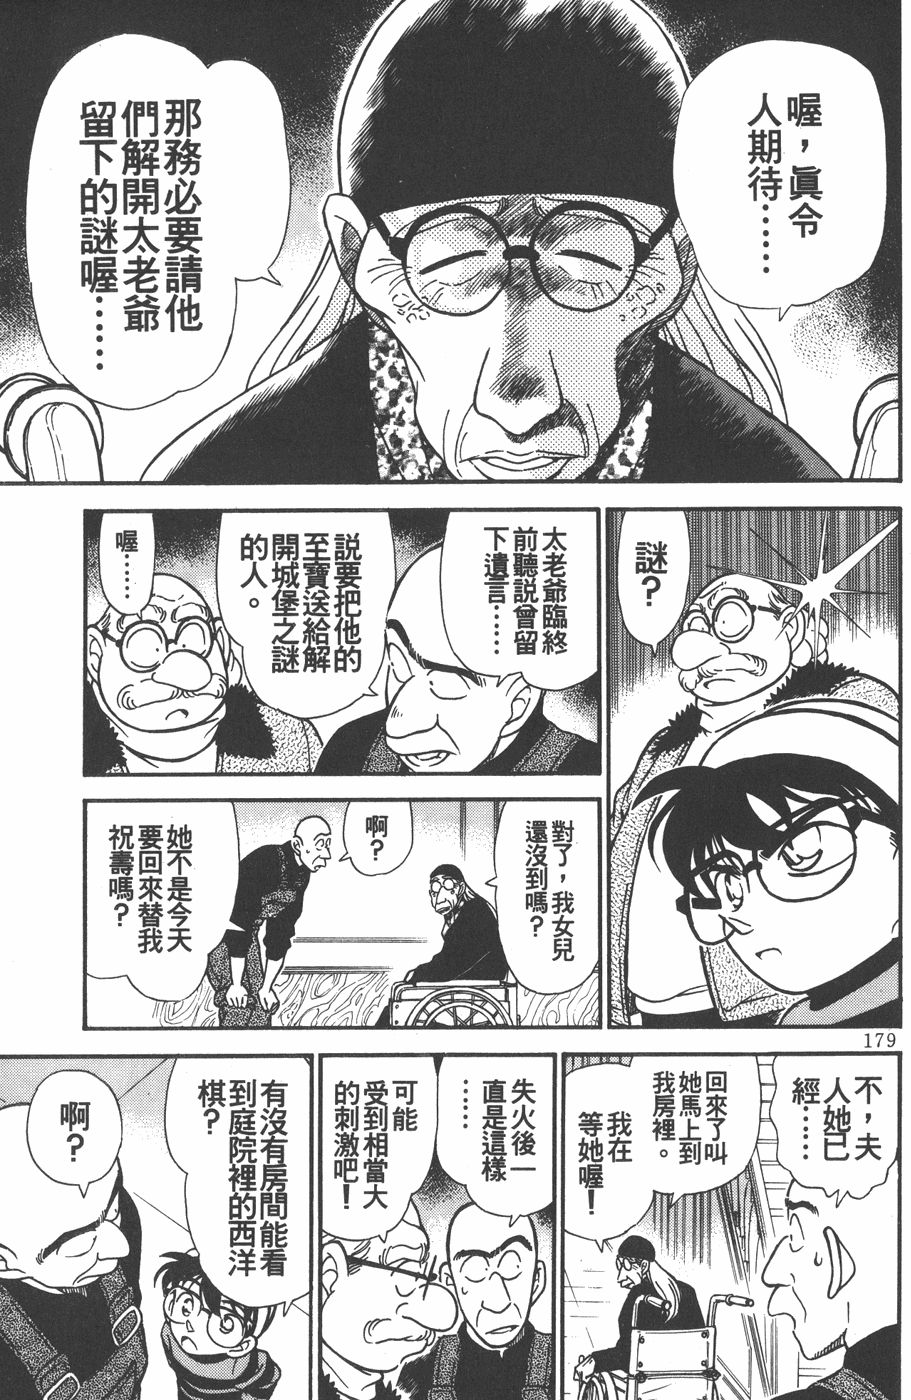 喔，眞令
人期待……
那務必要請他
們解開太老爺
留下的謎喔……
謎？
太老爺臨終
前聽說曾留
下遺言……
說要把他的
至寶送給解
開城堡之謎
的人。
喔……
對了，我女兒
還沒到嗎？
啊？
她不是今天
要回來替我
祝壽嗎？
179
不，夫
人她已
經……
回來了叫
她馬上到
我房裡。
我在
等她喔！
失火後一
直是這樣
……
可能
受到相當大
的刺激吧！
有沒有房間能看
到庭院裡的西洋
棋？
啊？